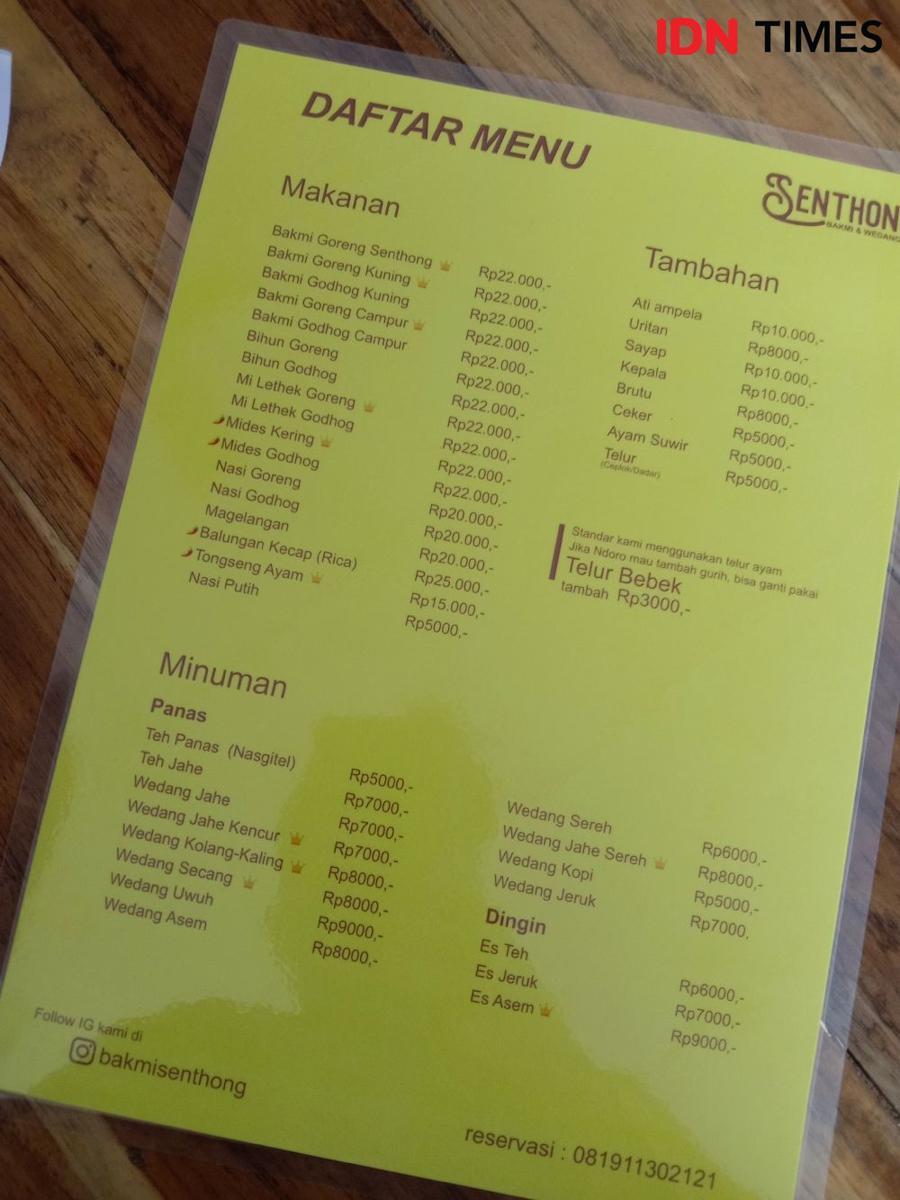 IDN TIMES
DAFTAR MENU
SENTHON
BAKMI & WEDANG
Makanan
Bakmi Goreng Senthong Rp22.000,-
Bakmi Goreng Kuning Rp22.000,-
Bakmi Godhog Kuning Rp22.000,-
Bakmi Goreng Campur Rp22.000,-
Bakmi Godhog Campur Rp22.000,-
Bihun Goreng Rp22.000,-
Bihun Godhog Rp22.000,-
Mi Lethek Goreng Rp22.000,-
Mi Lethek Godhog Rp22.000,-
Mides Kering Rp22.000,-
Mides Godhog Rp22.000,-
Nasi Goreng Rp20.000,-
Nasi Godhog Rp20.000,-
Magelangan Rp20.000,-
Balungan Kecap (Rica) Rp25.000,-
Tongseng Ayam Rp15.000,-
Nasi Putih Rp5000,-
Tambahan
Ati ampela Rp10.000,-
Uritan Rp8000,-
Sayap Rp10.000,-
Kepala Rp10.000,-
Brutu Rp8000,-
Ceker Rp5000,-
Ayam Suwir Rp5000,-
Telur Rp5000,-
(Ceplok/Dadar)
Standar kami menggunakan telur ayam
Jika Ndoro mau tambah gurih, bisa ganti pakai
Telur Bebek
tambah Rp3000,-
Minuman
Panas
Teh Panas (Nasgitel) Rp5000,-
Teh Jahe Rp7000,-
Wedang Jahe Rp7000,-
Wedang Jahe Kencur Rp7000,-
Wedang Kolang-Kaling Rp8000,-
Wedang Secang Rp8000,-
Wedang Uwuh Rp9000,-
Wedang Asem Rp8000,-
Wedang Sereh Rp6000,-
Wedang Jahe Sereh Rp8000,-
Wedang Kopi Rp5000,-
Wedang Jeruk Rp7000,
Dingin
Es Teh Rp6000,-
Es Jeruk Rp7000,-
Es Asem Rp9000,-
Follow IG kami di
bakmisenthong
reservasi : 081911302121